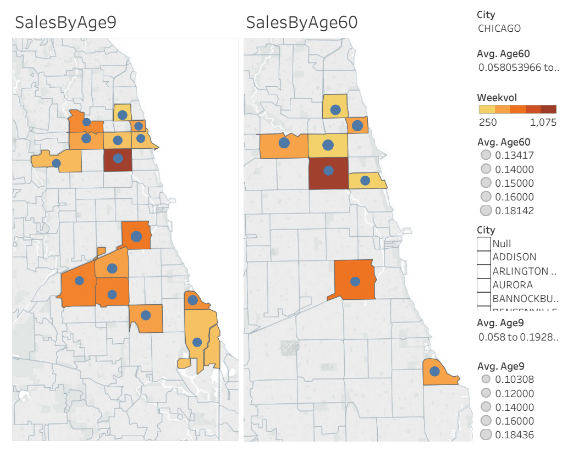 SalesByAge9
SalesByAge60
City
CHICAGO
Avg. Age60
0.058053966 to..
Weekvol
250 1,075
Avg. Age60
0.13417
0.14000
0.15000
0.16000
0.18142
City
Null
ADDISON
ARLINGTON ..
AURORA
BANNOCKBU..
Avg. Age9
0.058 to 0.1928..
Avg. Age9
0.10308
0.12000
0.14000
0.16000
0.18436